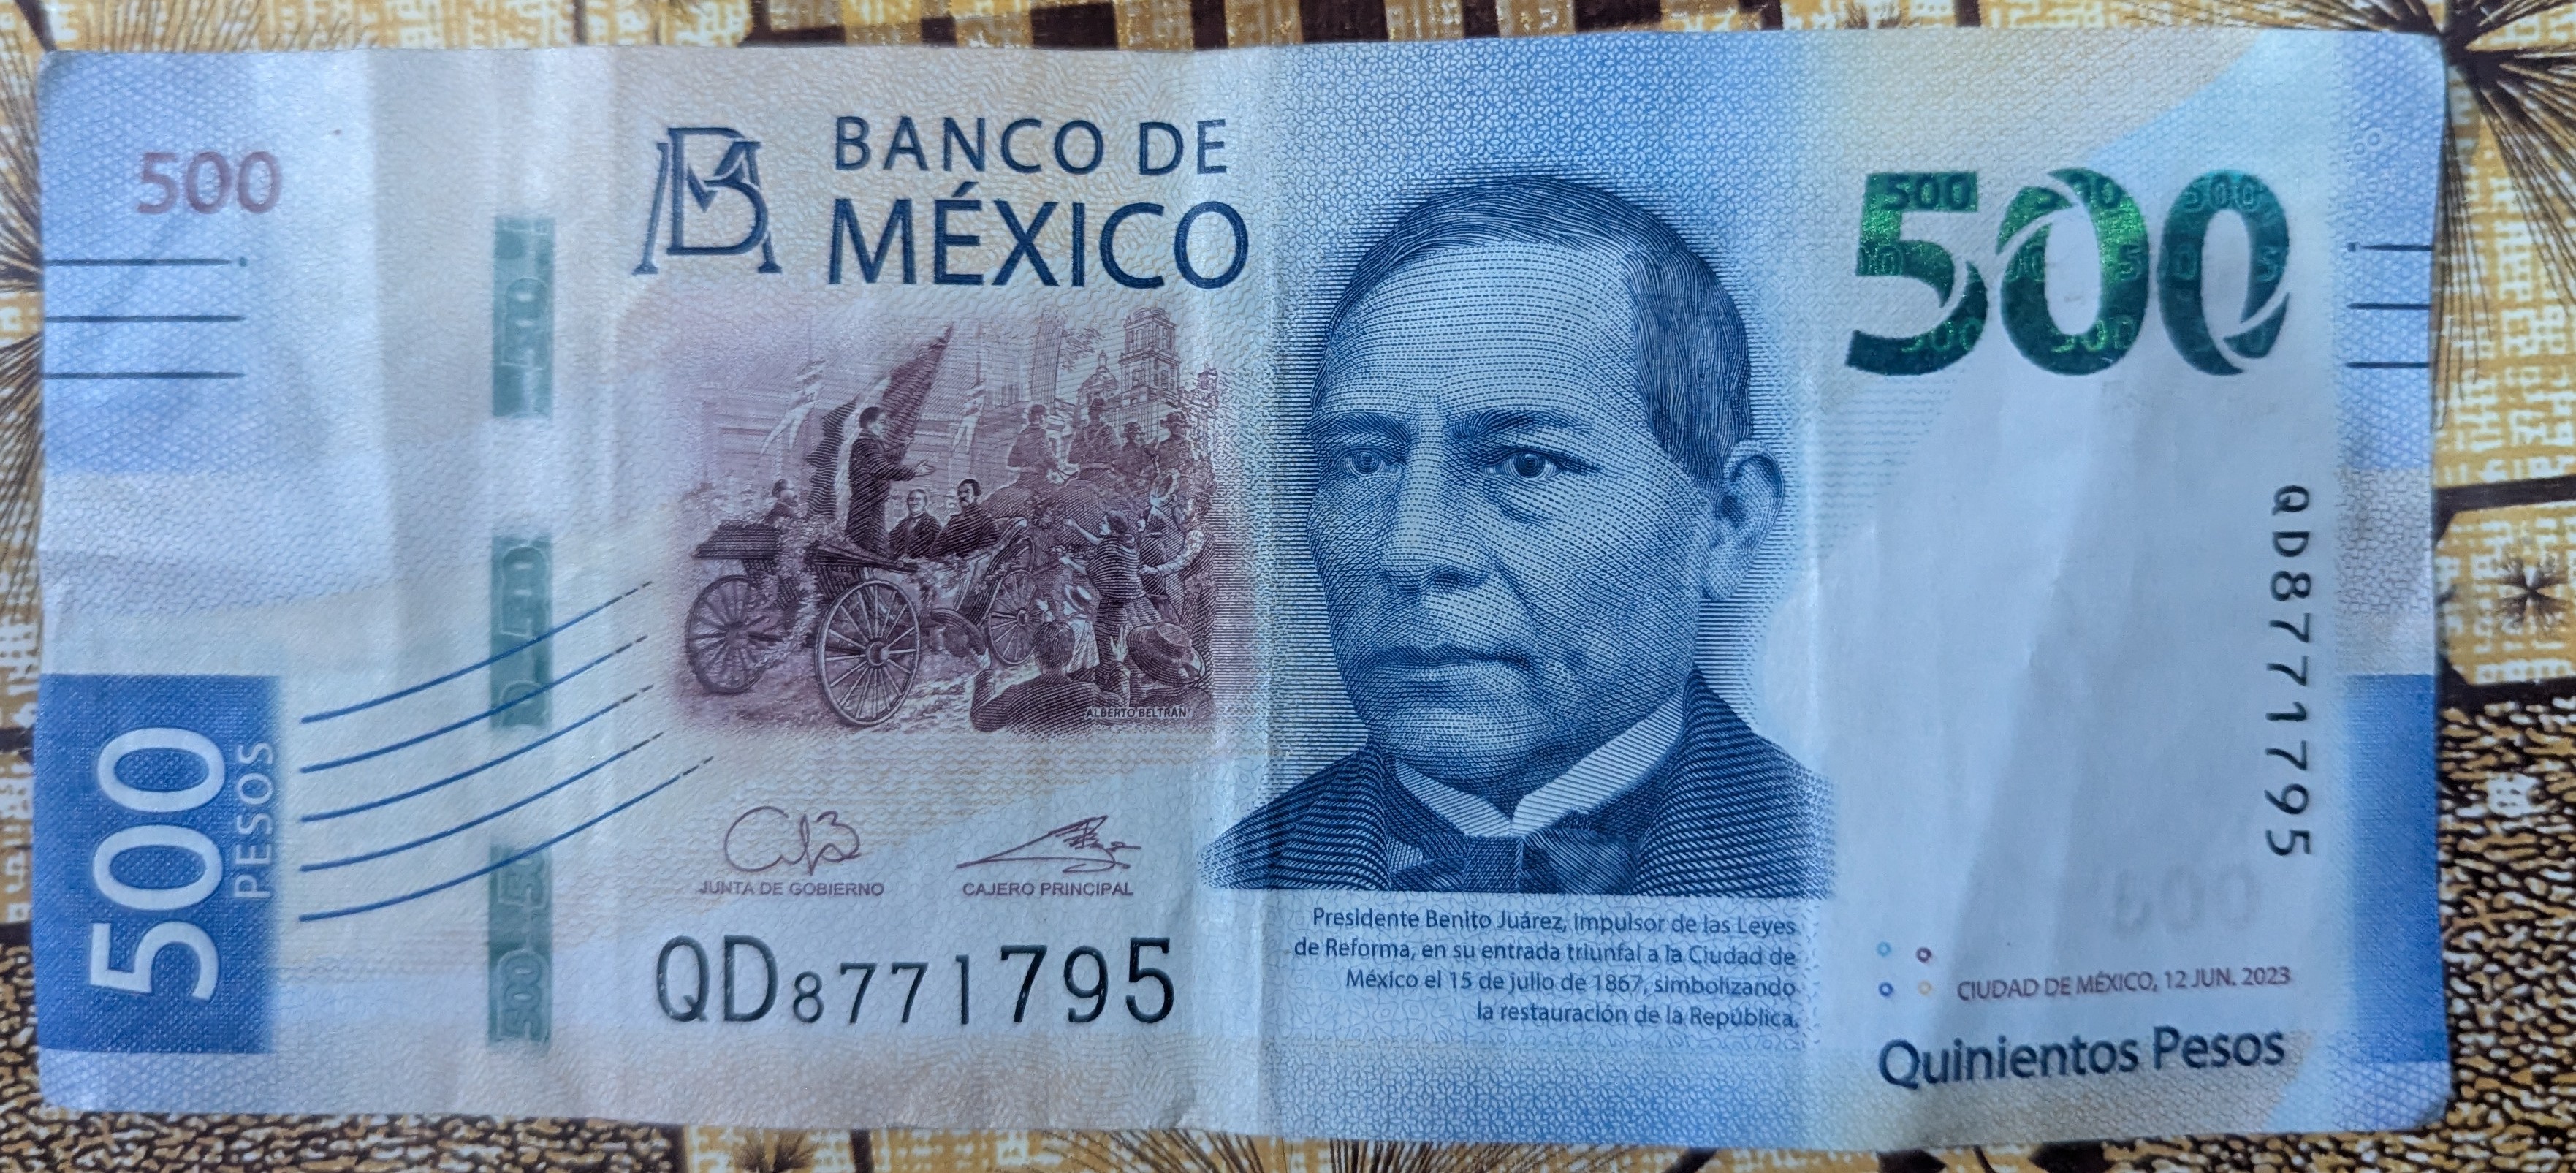 500
BANCO DE
MÉXICO
500
500 PESOS
ALBERTO BELTRÁN
JUNTA DE GOBIERNO
CAJERO PRINCIPAL
QD8771795
Presidente Benito Juárez, impulsor de las Leyes
de Reforma, en su entrada triunfal a la Ciudad de
México el 15 de julio de 1867, simbolizando
la restauración de la República.
QD8771795
CIUDAD DE MÉXICO, 12 JUN. 2023
Quinientos Pesos